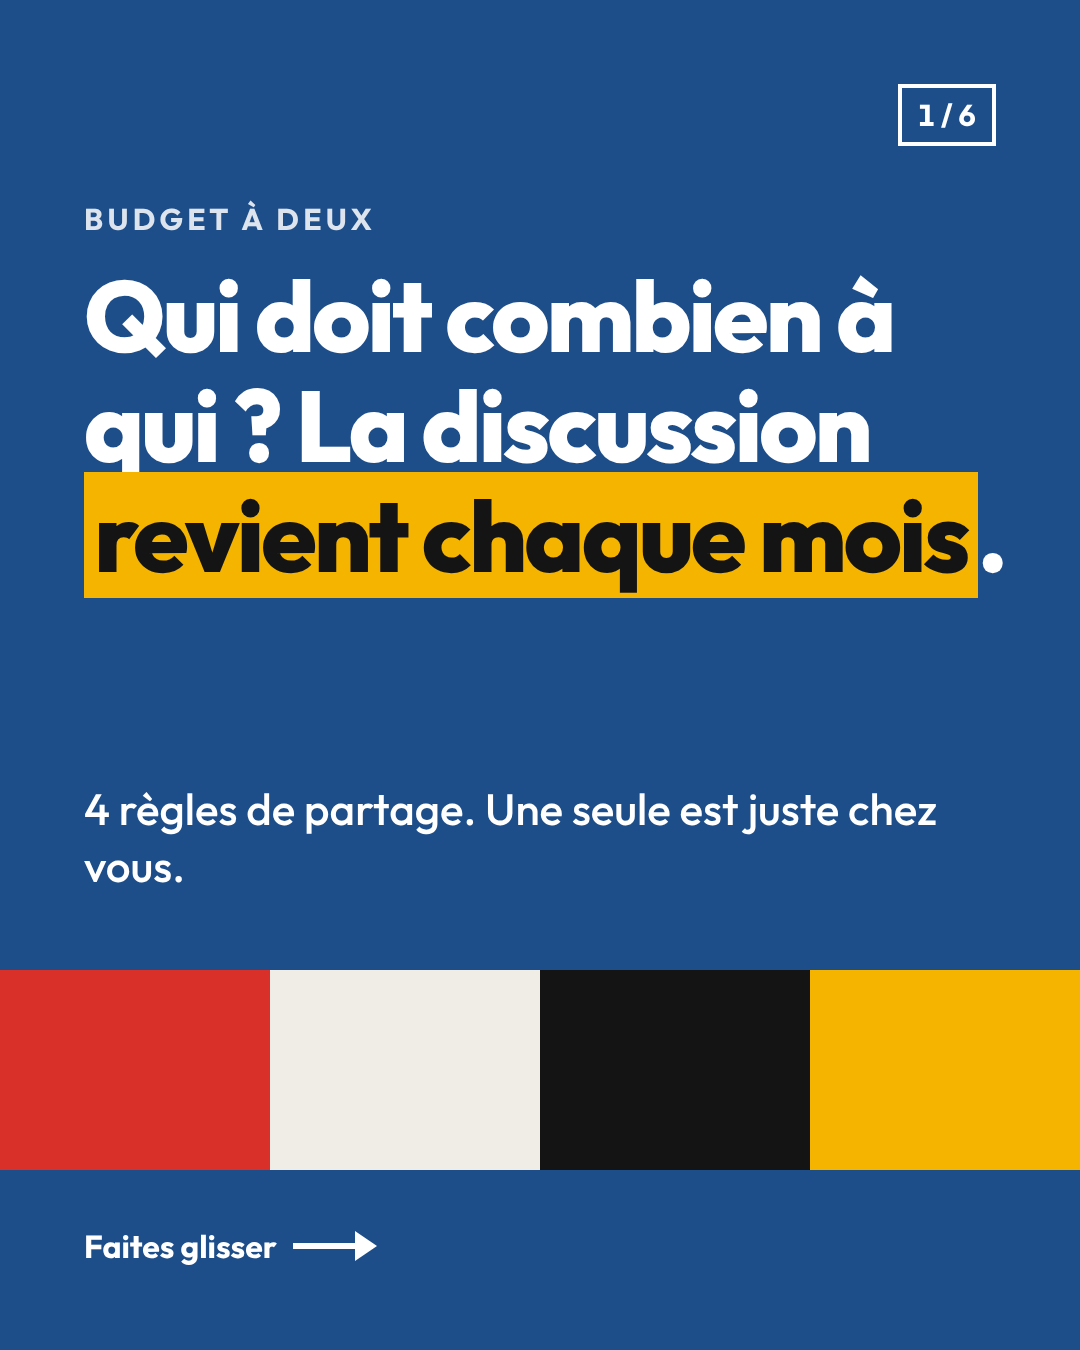 1 / 6
BUDGET À DEUX
Qui doit combien à
qui ? La discussion
revient chaque mois.
4 règles de partage. Une seule est juste chez
vous.
Faites glisser